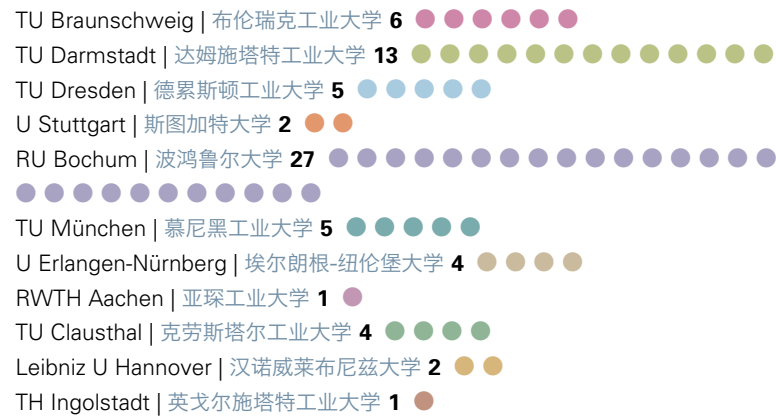 TU Braunschweig | 布伦瑞克工业大学 6
TU Darmstadt | 达姆施塔特工业大学 13
TU Dresden | 德累斯顿工业大学 5
U Stuttgart | 斯图加特大学 2
RU Bochum | 波鸿鲁尔大学 27
TU München | 慕尼黑工业大学 5
U Erlangen-Nürnberg | 埃尔朗根-纽伦堡大学 4
RWTH Aachen | 亚琛工业大学 1
TU Clausthal | 克劳斯塔尔工业大学 4
Leibniz U Hannover | 汉诺威莱布尼兹大学 2
TH Ingolstadt | 英戈尔施塔特工业大学 1